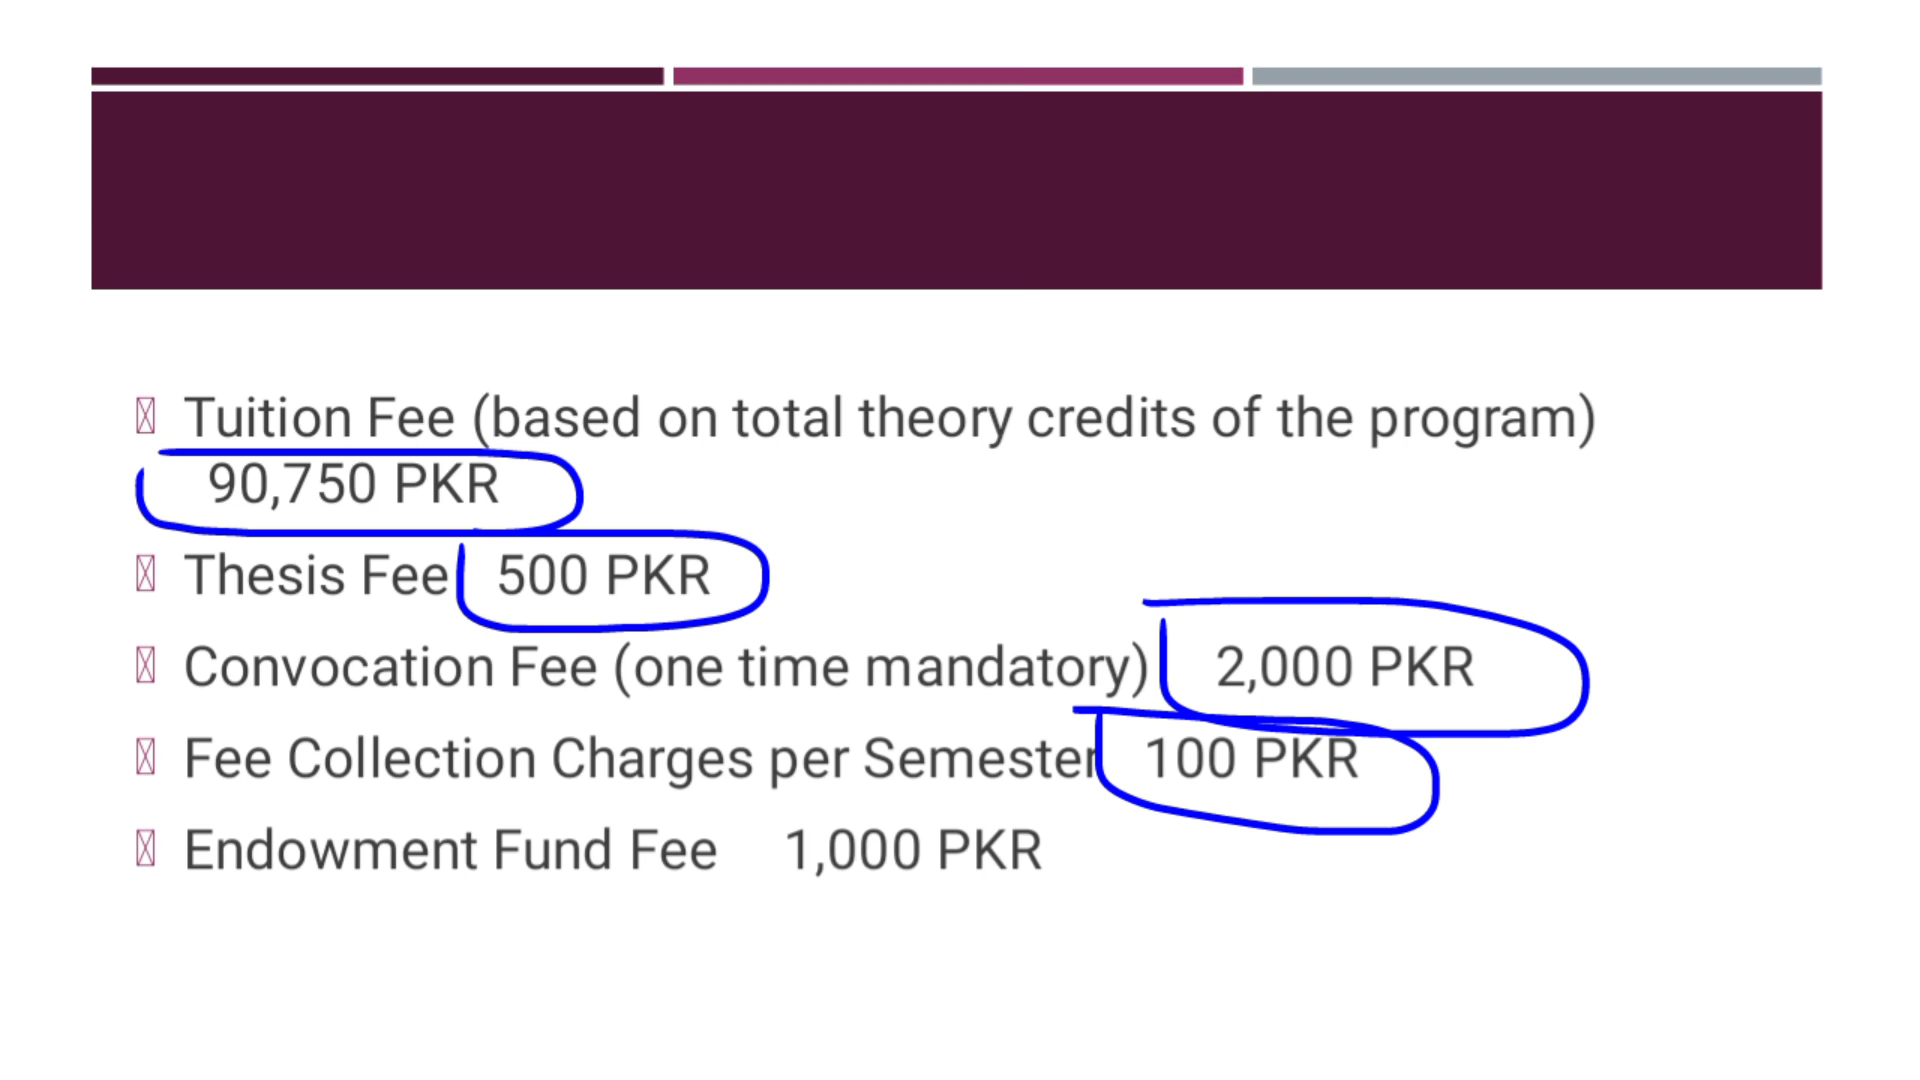 Tuition Fee (based on total theory credits of the program)
90,750 PKR
Thesis Fee 500 PKR
Convocation Fee (one time mandatory) 2,000 PKR
Fee Collection Charges per Semester 100 PKR
Endowment Fund Fee 1,000 PKR